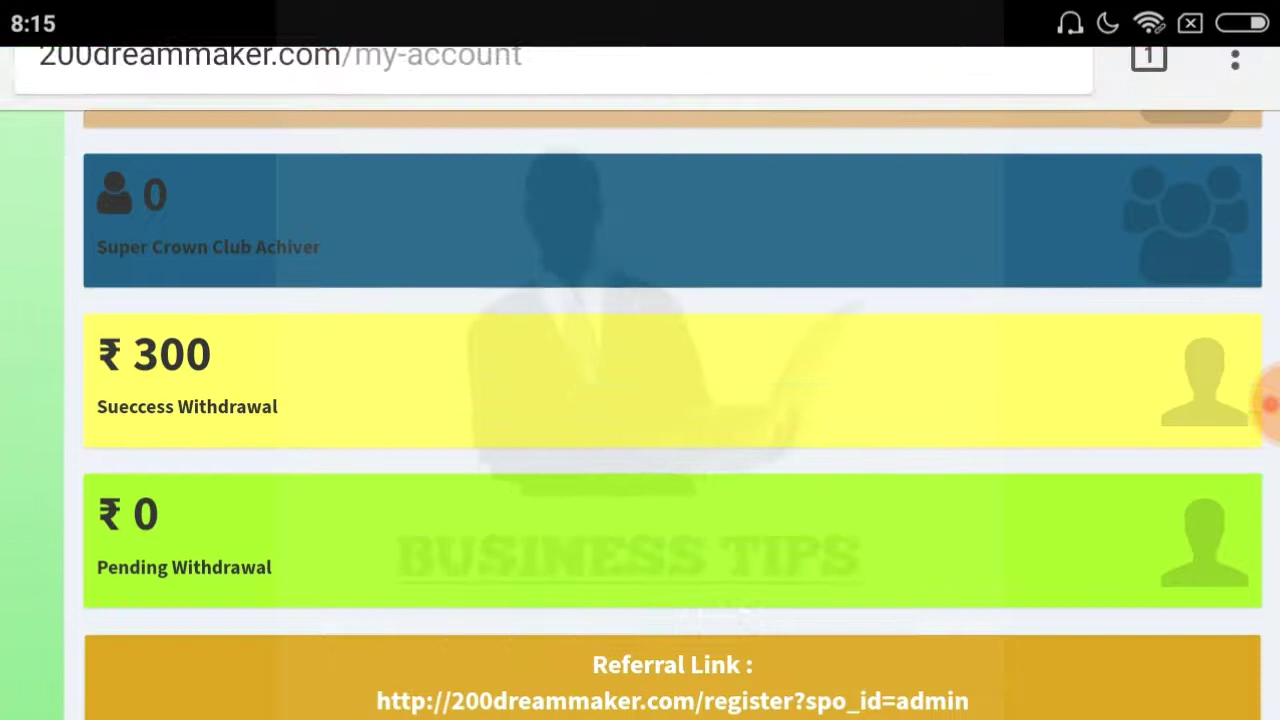 8:15
200dreammaker.com/my-account
1
0
Super Crown Club Achiver
₹ 300
Sueccess Withdrawal
₹ 0
Pending Withdrawal
BUSINESS TIPS
Referral Link :
http://200dreammaker.com/register?spo_id=admin